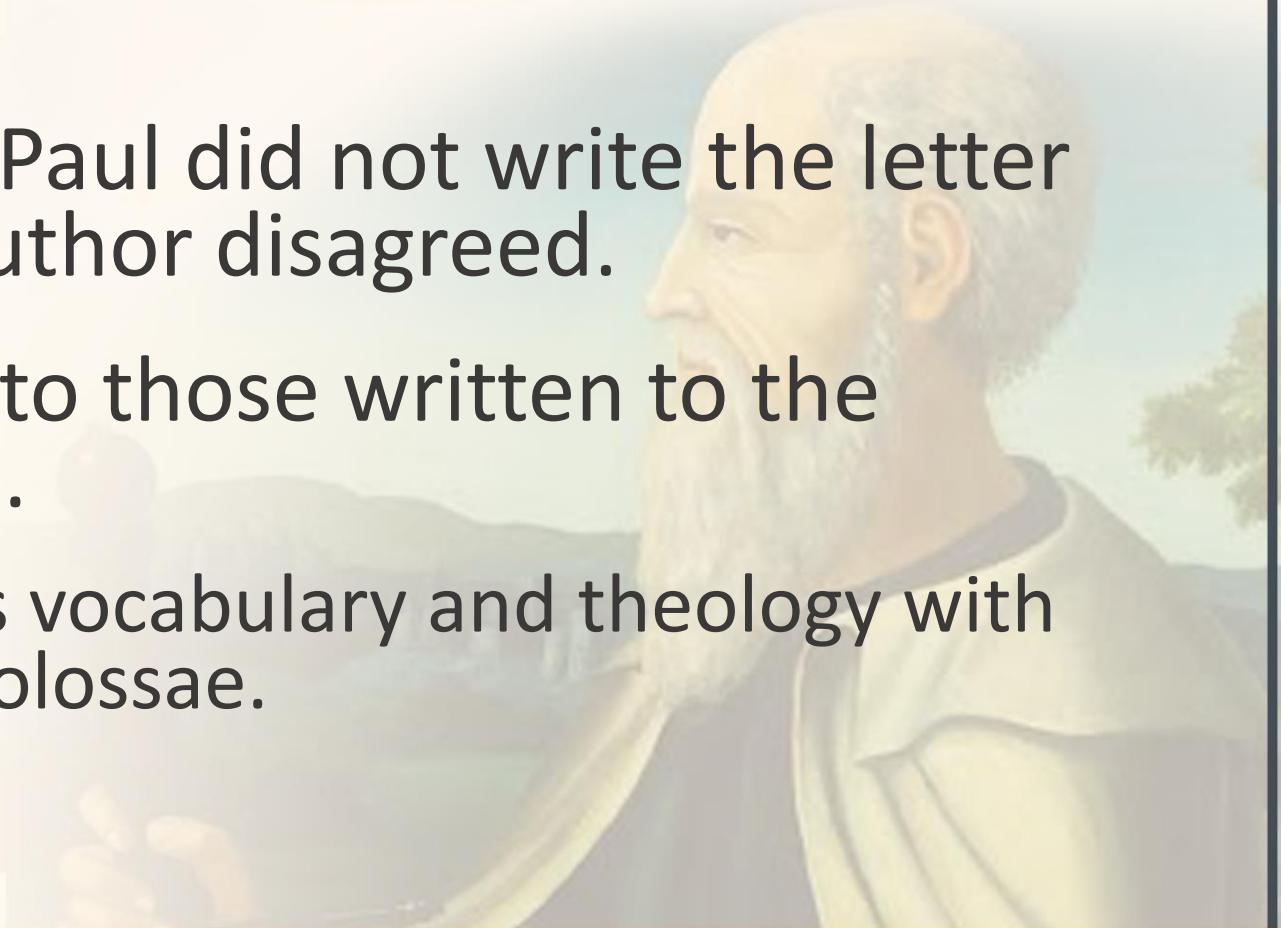 Paul did not write the letter
uthor disagreed.
to those written to the
.
s vocabulary and theology with
olossae.